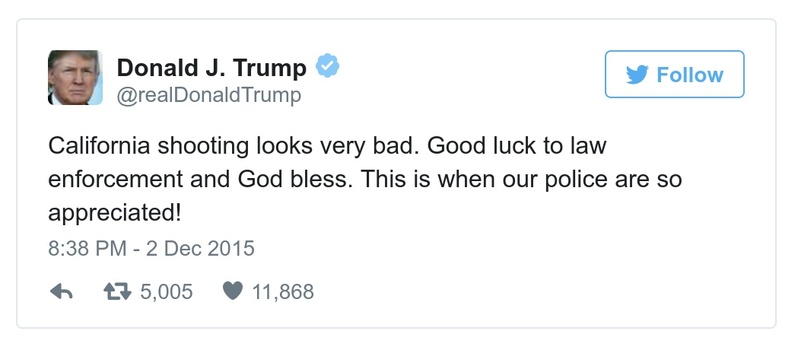 Donald J. Trump
@realDonaldTrump
Follow
California shooting looks very bad. Good luck to law
enforcement and God bless. This is when our police are so
appreciated!
8:38 PM - 2 Dec 2015
5,005 11,868